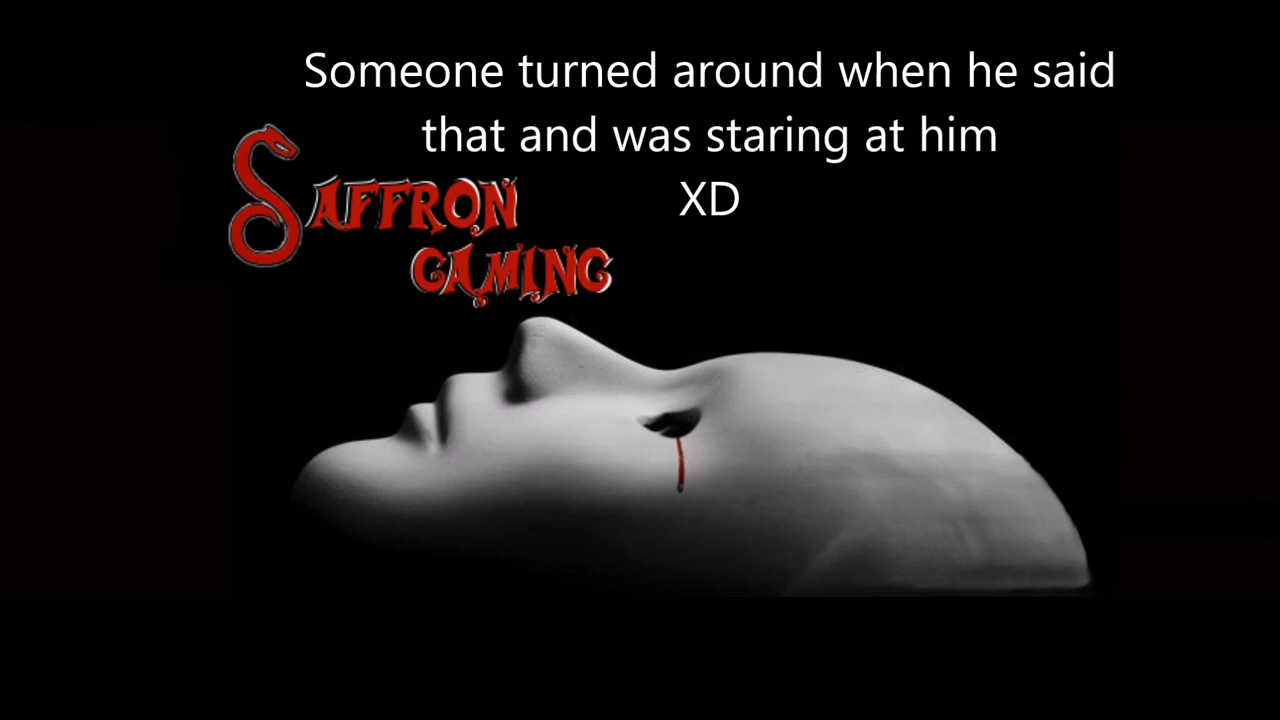 Someone turned around when he said
that and was staring at him
XD
SAFFRON
GAMING